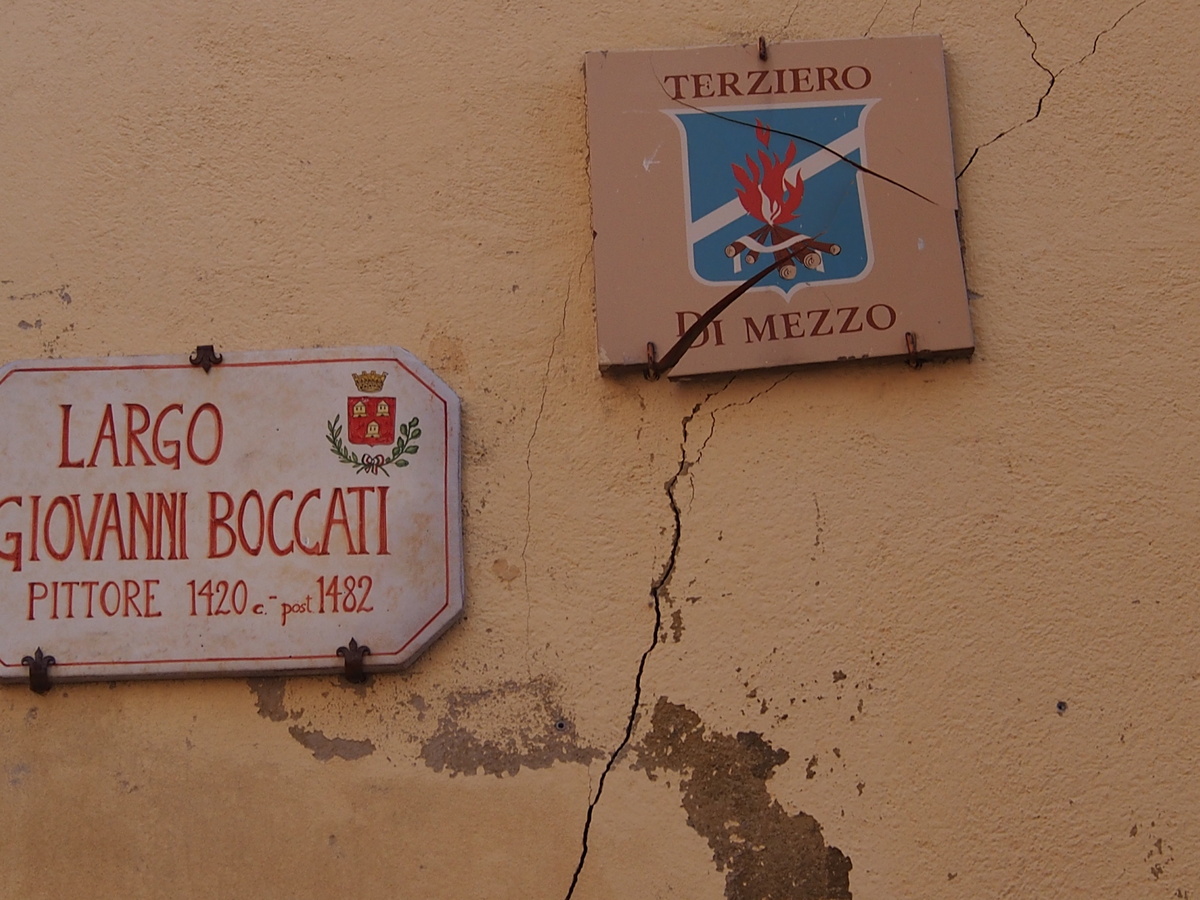 TERZIERO
DI MEZZO
LARGO
GIOVANNI BOCCATI
PITTORE 1420 c.- post 1482